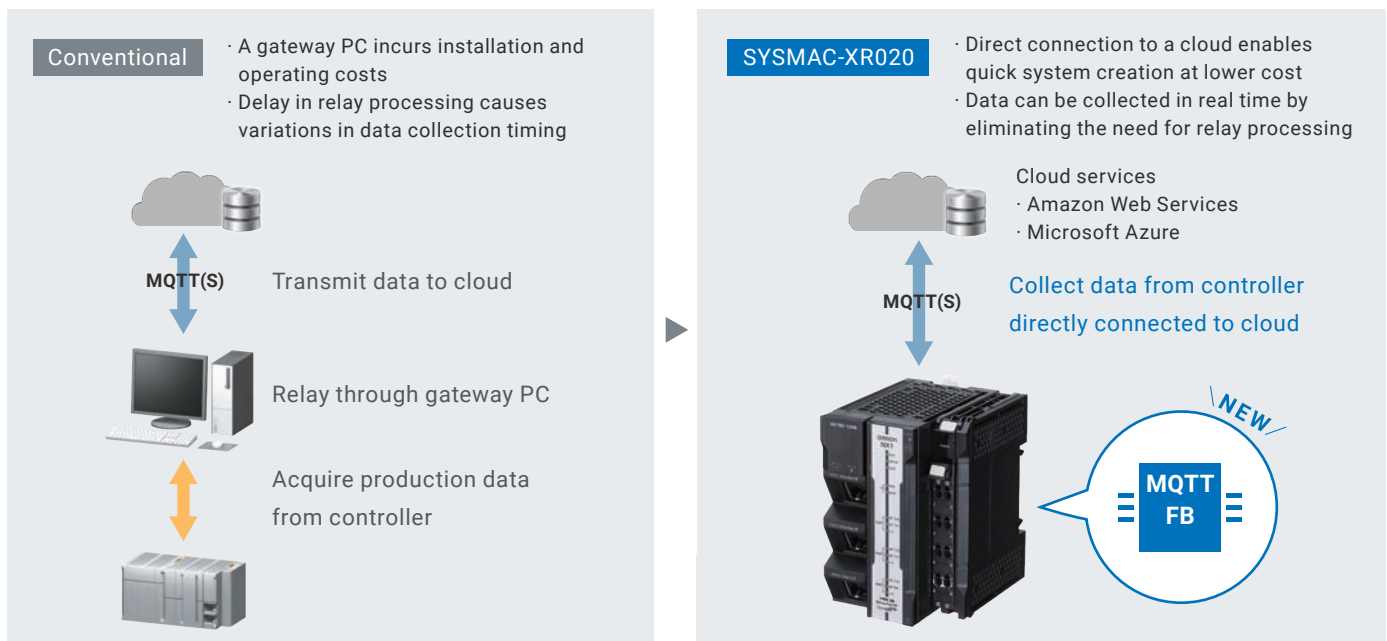 Conventional
· A gateway PC incurs installation and
operating costs
· Delay in relay processing causes
variations in data collection timing
MQTT(S)
Transmit data to cloud
Relay through gateway PC
Acquire production data
from controller
SYSMAC-XR020
· Direct connection to a cloud enables
quick system creation at lower cost
· Data can be collected in real time by
eliminating the need for relay processing
Cloud services
· Amazon Web Services
· Microsoft Azure
MQTT(S)
Collect data from controller
directly connected to cloud
NEW
MQTT
FB
OMRON
NX1